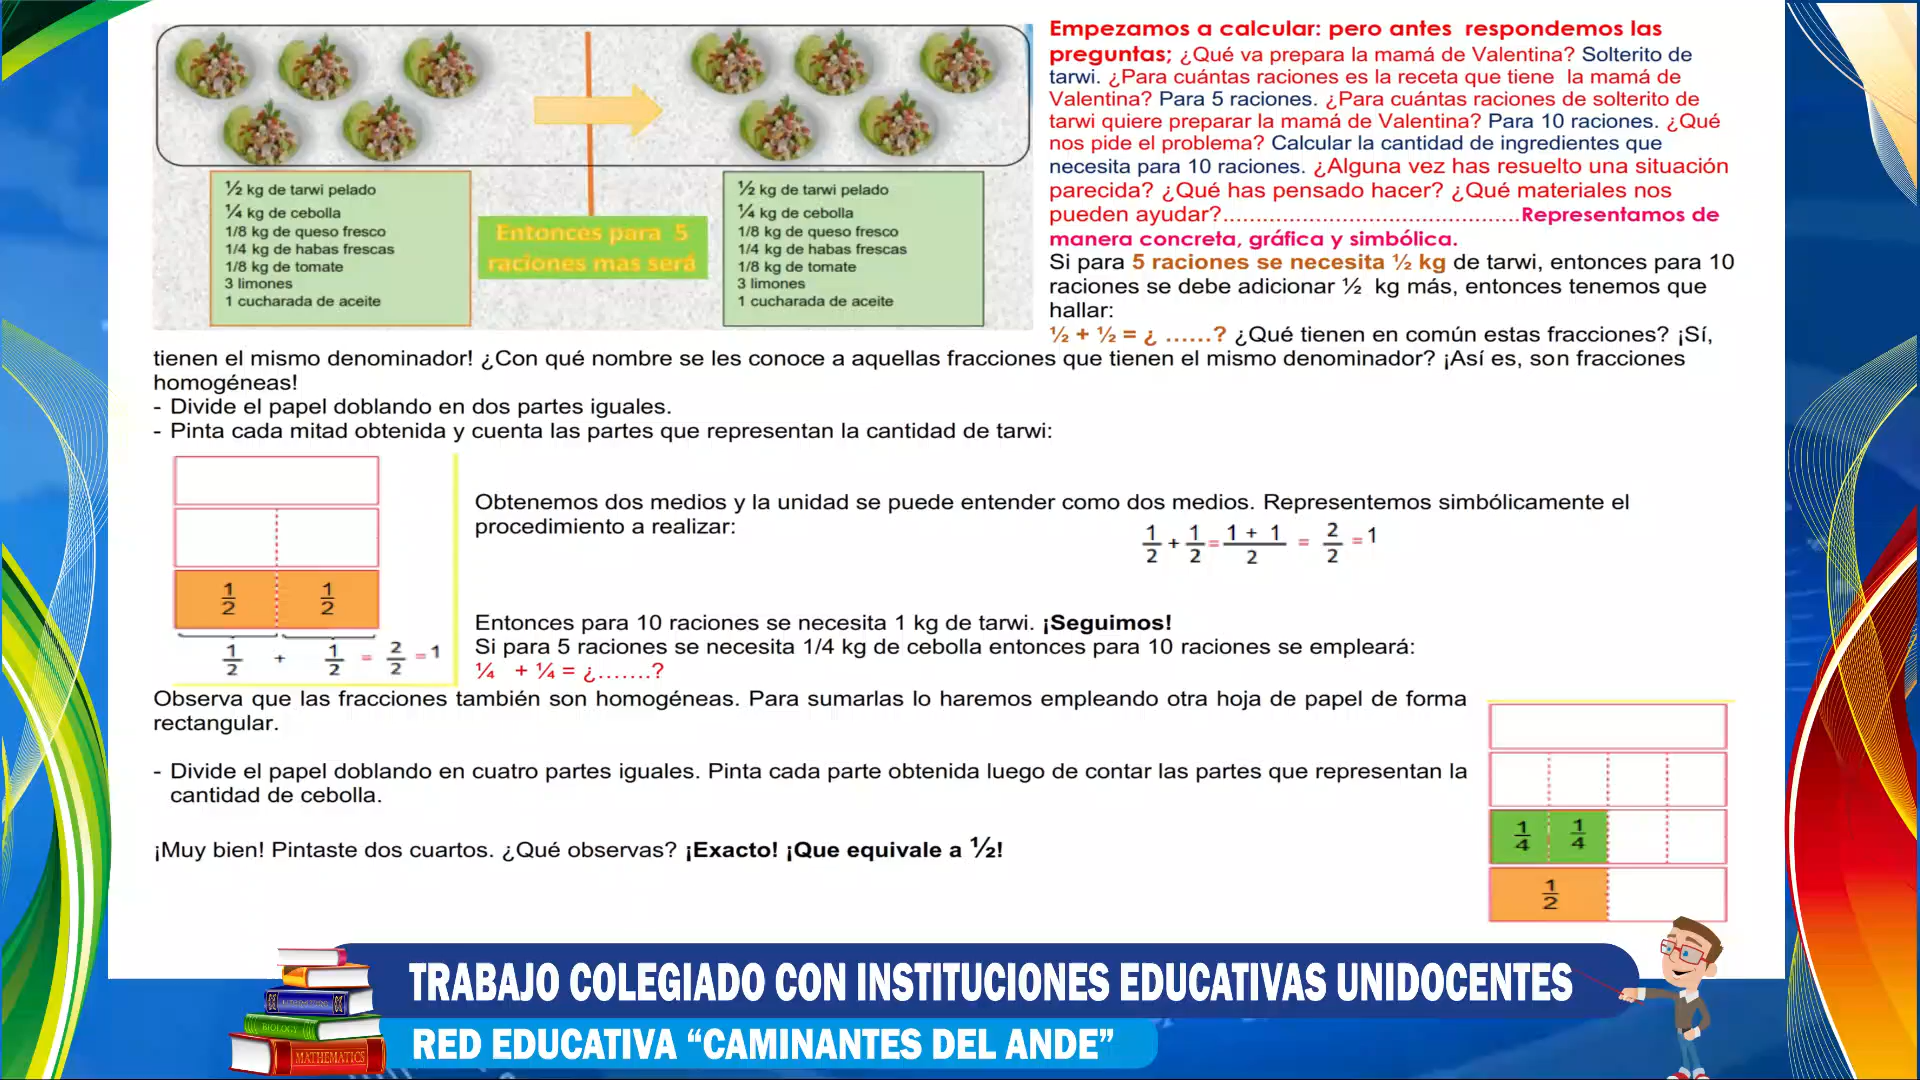 Empezamos a calcular: pero antes respondemos las
preguntas; ¿Qué va prepara la mamá de Valentina? Solterito de
tarwi. ¿Para cuántas raciones es la receta que tiene la mamá de
Valentina? Para 5 raciones. ¿Para cuántas raciones de solterito de
tarwi quiere preparar la mamá de Valentina? Para 10 raciones. ¿Qué
nos pide el problema? Calcular la cantidad de ingredientes que
necesita para 10 raciones. ¿Alguna vez has resuelto una situación
parecida? ¿Qué has pensado hacer? ¿Qué materiales nos
pueden ayudar?.............................................Representamos de
manera concreta, gráfica y simbólica.
Si para 5 raciones se necesita ½ kg de tarwi, entonces para 10
raciones se debe adicionar ½ kg más, entonces tenemos que
hallar:
½ + ½ = ¿ ......? ¿Qué tienen en común estas fracciones? ¡Sí,
½ kg de tarwi pelado
¼ kg de cebolla
1/8 kg de queso fresco
1/4 kg de habas frescas
1/8 kg de tomate
3 limones
1 cucharada de aceite
Entonces para 5
raciones mas será
½ kg de tarwi pelado
¼ kg de cebolla
1/8 kg de queso fresco
1/4 kg de habas frescas
1/8 kg de tomate
3 limones
1 cucharada de aceite
tienen el mismo denominador! ¿Con qué nombre se les conoce a aquellas fracciones que tienen el mismo denominador? ¡Así es, son fracciones
homogéneas!
- Divide el papel doblando en dos partes iguales.
- Pinta cada mitad obtenida y cuenta las partes que representan la cantidad de tarwi:
1/2 1/2
1/2 + 1/2 = 2/2 = 1
Obtenemos dos medios y la unidad se puede entender como dos medios. Representemos simbólicamente el
procedimiento a realizar:
1/2 + 1/2 = 1 + 1/2 = 2/2 = 1
Entonces para 10 raciones se necesita 1 kg de tarwi. ¡Seguimos!
Si para 5 raciones se necesita 1/4 kg de cebolla entonces para 10 raciones se empleará:
¼ + ¼ = ¿.......?
Observa que las fracciones también son homogéneas. Para sumarlas lo haremos empleando otra hoja de papel de forma
rectangular.
- Divide el papel doblando en cuatro partes iguales. Pinta cada parte obtenida luego de contar las partes que representan la
cantidad de cebolla.
¡Muy bien! Pintaste dos cuartos. ¿Qué observas? ¡Exacto! ¡Que equivale a ½!
1/4 1/4
1/2
TRABAJO COLEGIADO CON INSTITUCIONES EDUCATIVAS UNIDOCENTES
RED EDUCATIVA “CAMINANTES DEL ANDE”
BIOLOGY
MATHEMATICS